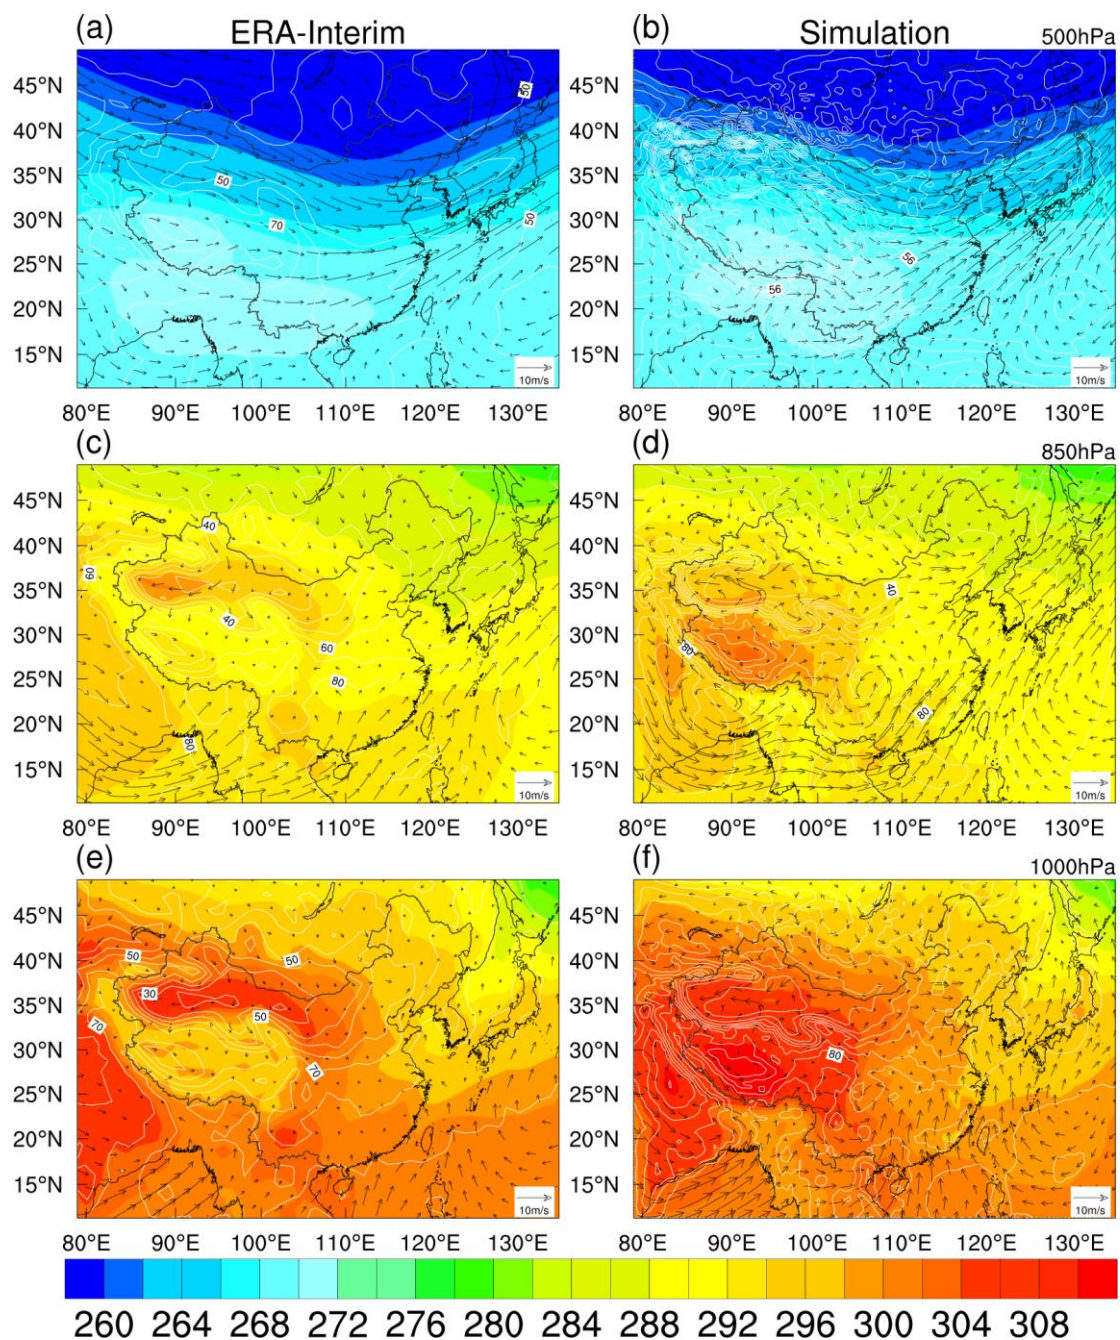 (a) ERA-Interim (b) Simulation 500hPa
45°N 45°N
40°N 40°N
35°N 35°N
30°N 30°N
25°N 25°N
20°N 20°N
15°N 15°N
50 50
50
70 50
56
56
10m/s 10m/s
80°E 90°E 100°E 110°E 120°E 130°E 80°E 90°E 100°E 110°E 120°E 130°E
(c) (d) 850hPa
45°N 45°N
40°N 40°N
35°N 35°N
30°N 30°N
25°N 25°N
20°N 20°N
15°N 15°N
40
60 40
40
60 80
80
80 80
10m/s 10m/s
80°E 90°E 100°E 110°E 120°E 130°E 80°E 90°E 100°E 110°E 120°E 130°E
(e) (f) 1000hPa
45°N 45°N
40°N 40°N
35°N 35°N
30°N 30°N
25°N 25°N
20°N 20°N
15°N 15°N
50 50
30
70 50
70 80
10m/s 10m/s
80°E 90°E 100°E 110°E 120°E 130°E 80°E 90°E 100°E 110°E 120°E 130°E
260 264 268 272 276 280 284 288 292 296 300 304 308